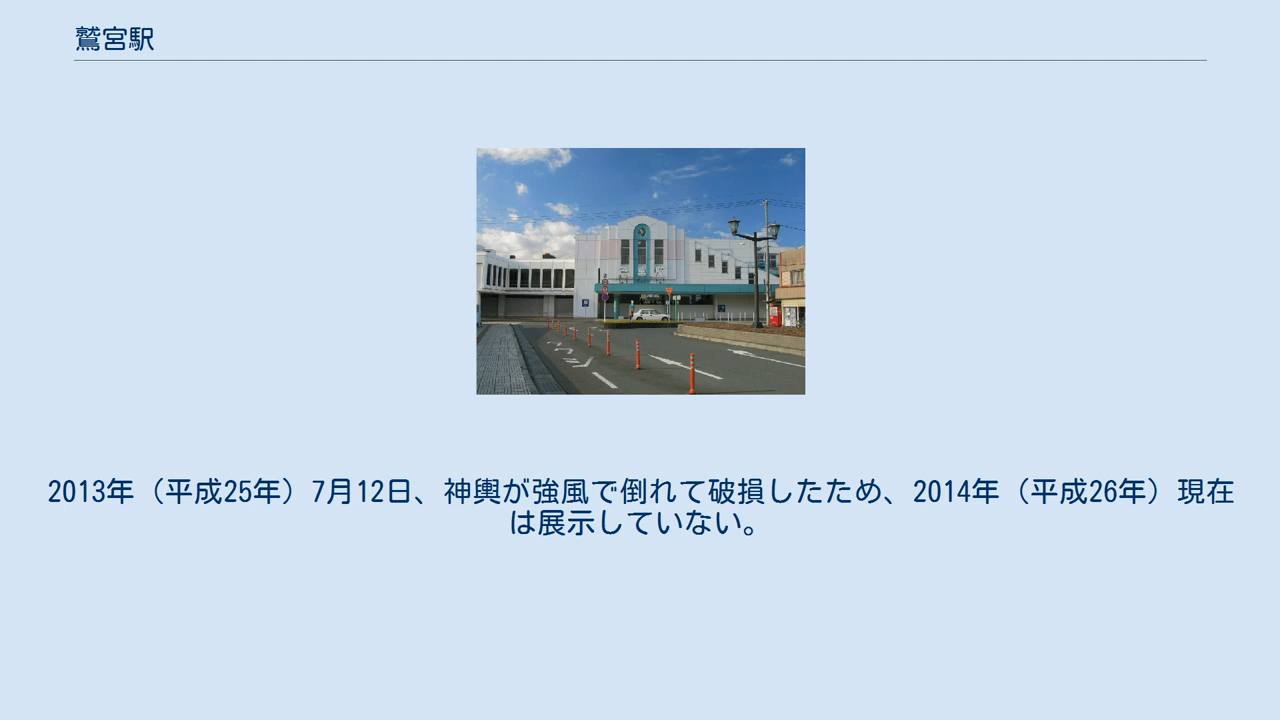 鷲宮駅
2013年（平成25年）7月12日、神輿が強風で倒れて破損したため、2014年（平成26年）現在
は展示していない。